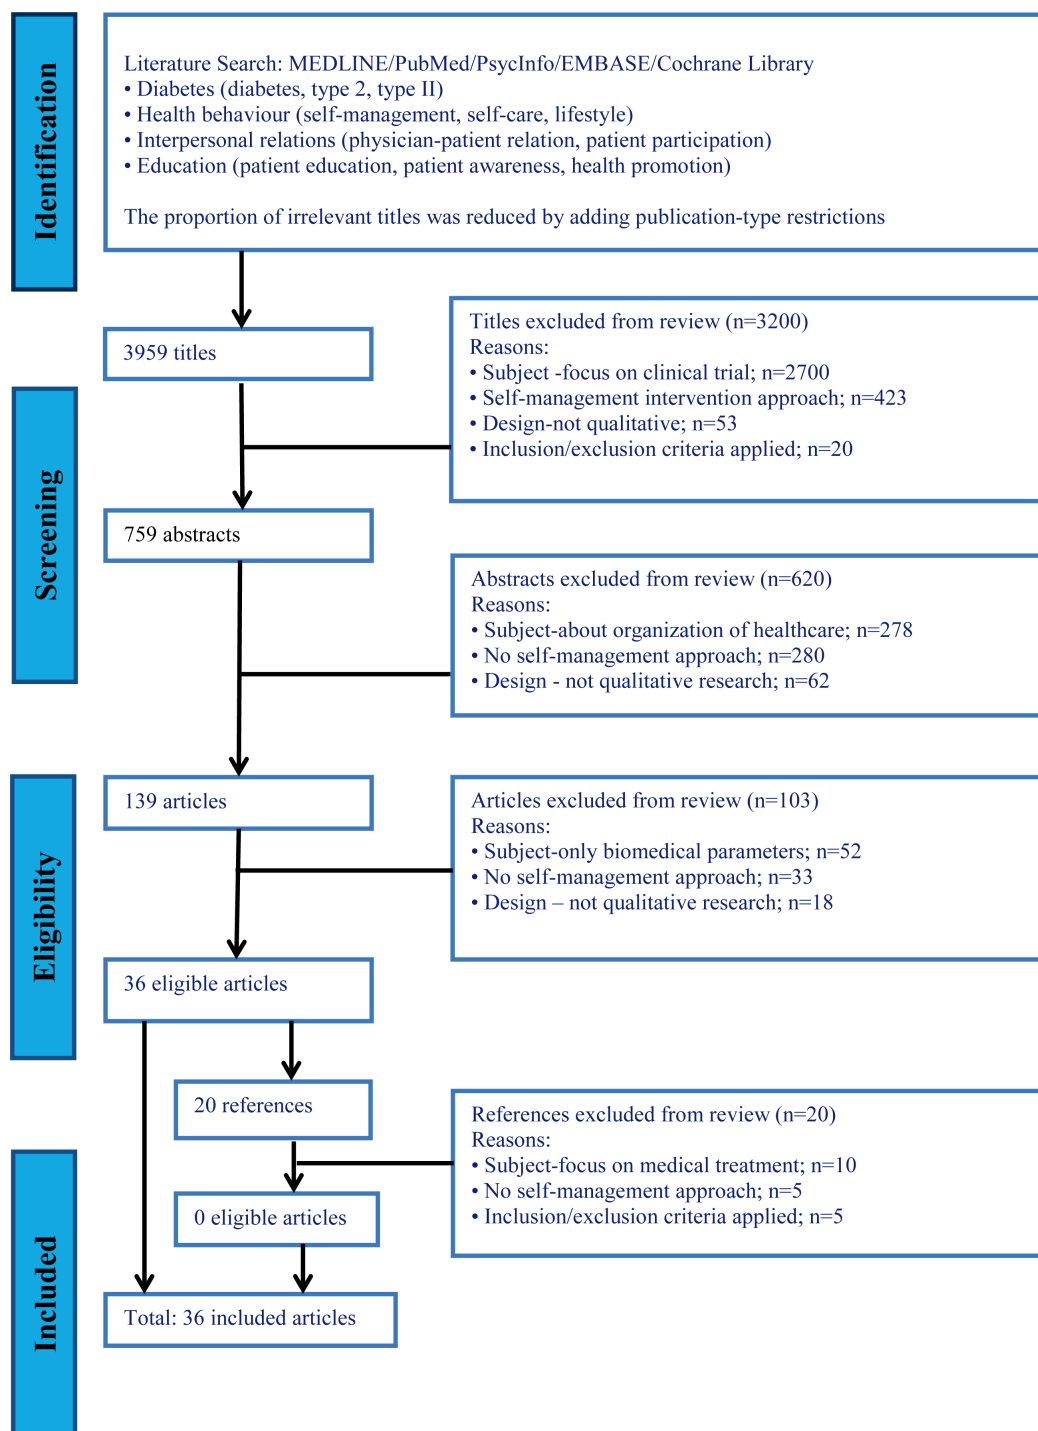 Identification
Literature Search: MEDLINE/PubMed/PsycInfo/EMBASE/Cochrane Library
• Diabetes (diabetes, type 2, type II)
• Health behaviour (self-management, self-care, lifestyle)
• Interpersonal relations (physician-patient relation, patient participation)
• Education (patient education, patient awareness, health promotion)
The proportion of irrelevant titles was reduced by adding publication-type restrictions
3959 titles
Titles excluded from review (n=3200)
Reasons:
• Subject -focus on clinical trial; n=2700
• Self-management intervention approach; n=423
• Design-not qualitative; n=53
• Inclusion/exclusion criteria applied; n=20
Screening
759 abstracts
Abstracts excluded from review (n=620)
Reasons:
• Subject-about organization of healthcare; n=278
• No self-management approach; n=280
• Design - not qualitative research; n=62
Eligibility
139 articles
Articles excluded from review (n=103)
Reasons:
• Subject-only biomedical parameters; n=52
• No self-management approach; n=33
• Design – not qualitative research; n=18
36 eligible articles
20 references
References excluded from review (n=20)
Reasons:
• Subject-focus on medical treatment; n=10
• No self-management approach; n=5
• Inclusion/exclusion criteria applied; n=5
Included
0 eligible articles
Total: 36 included articles